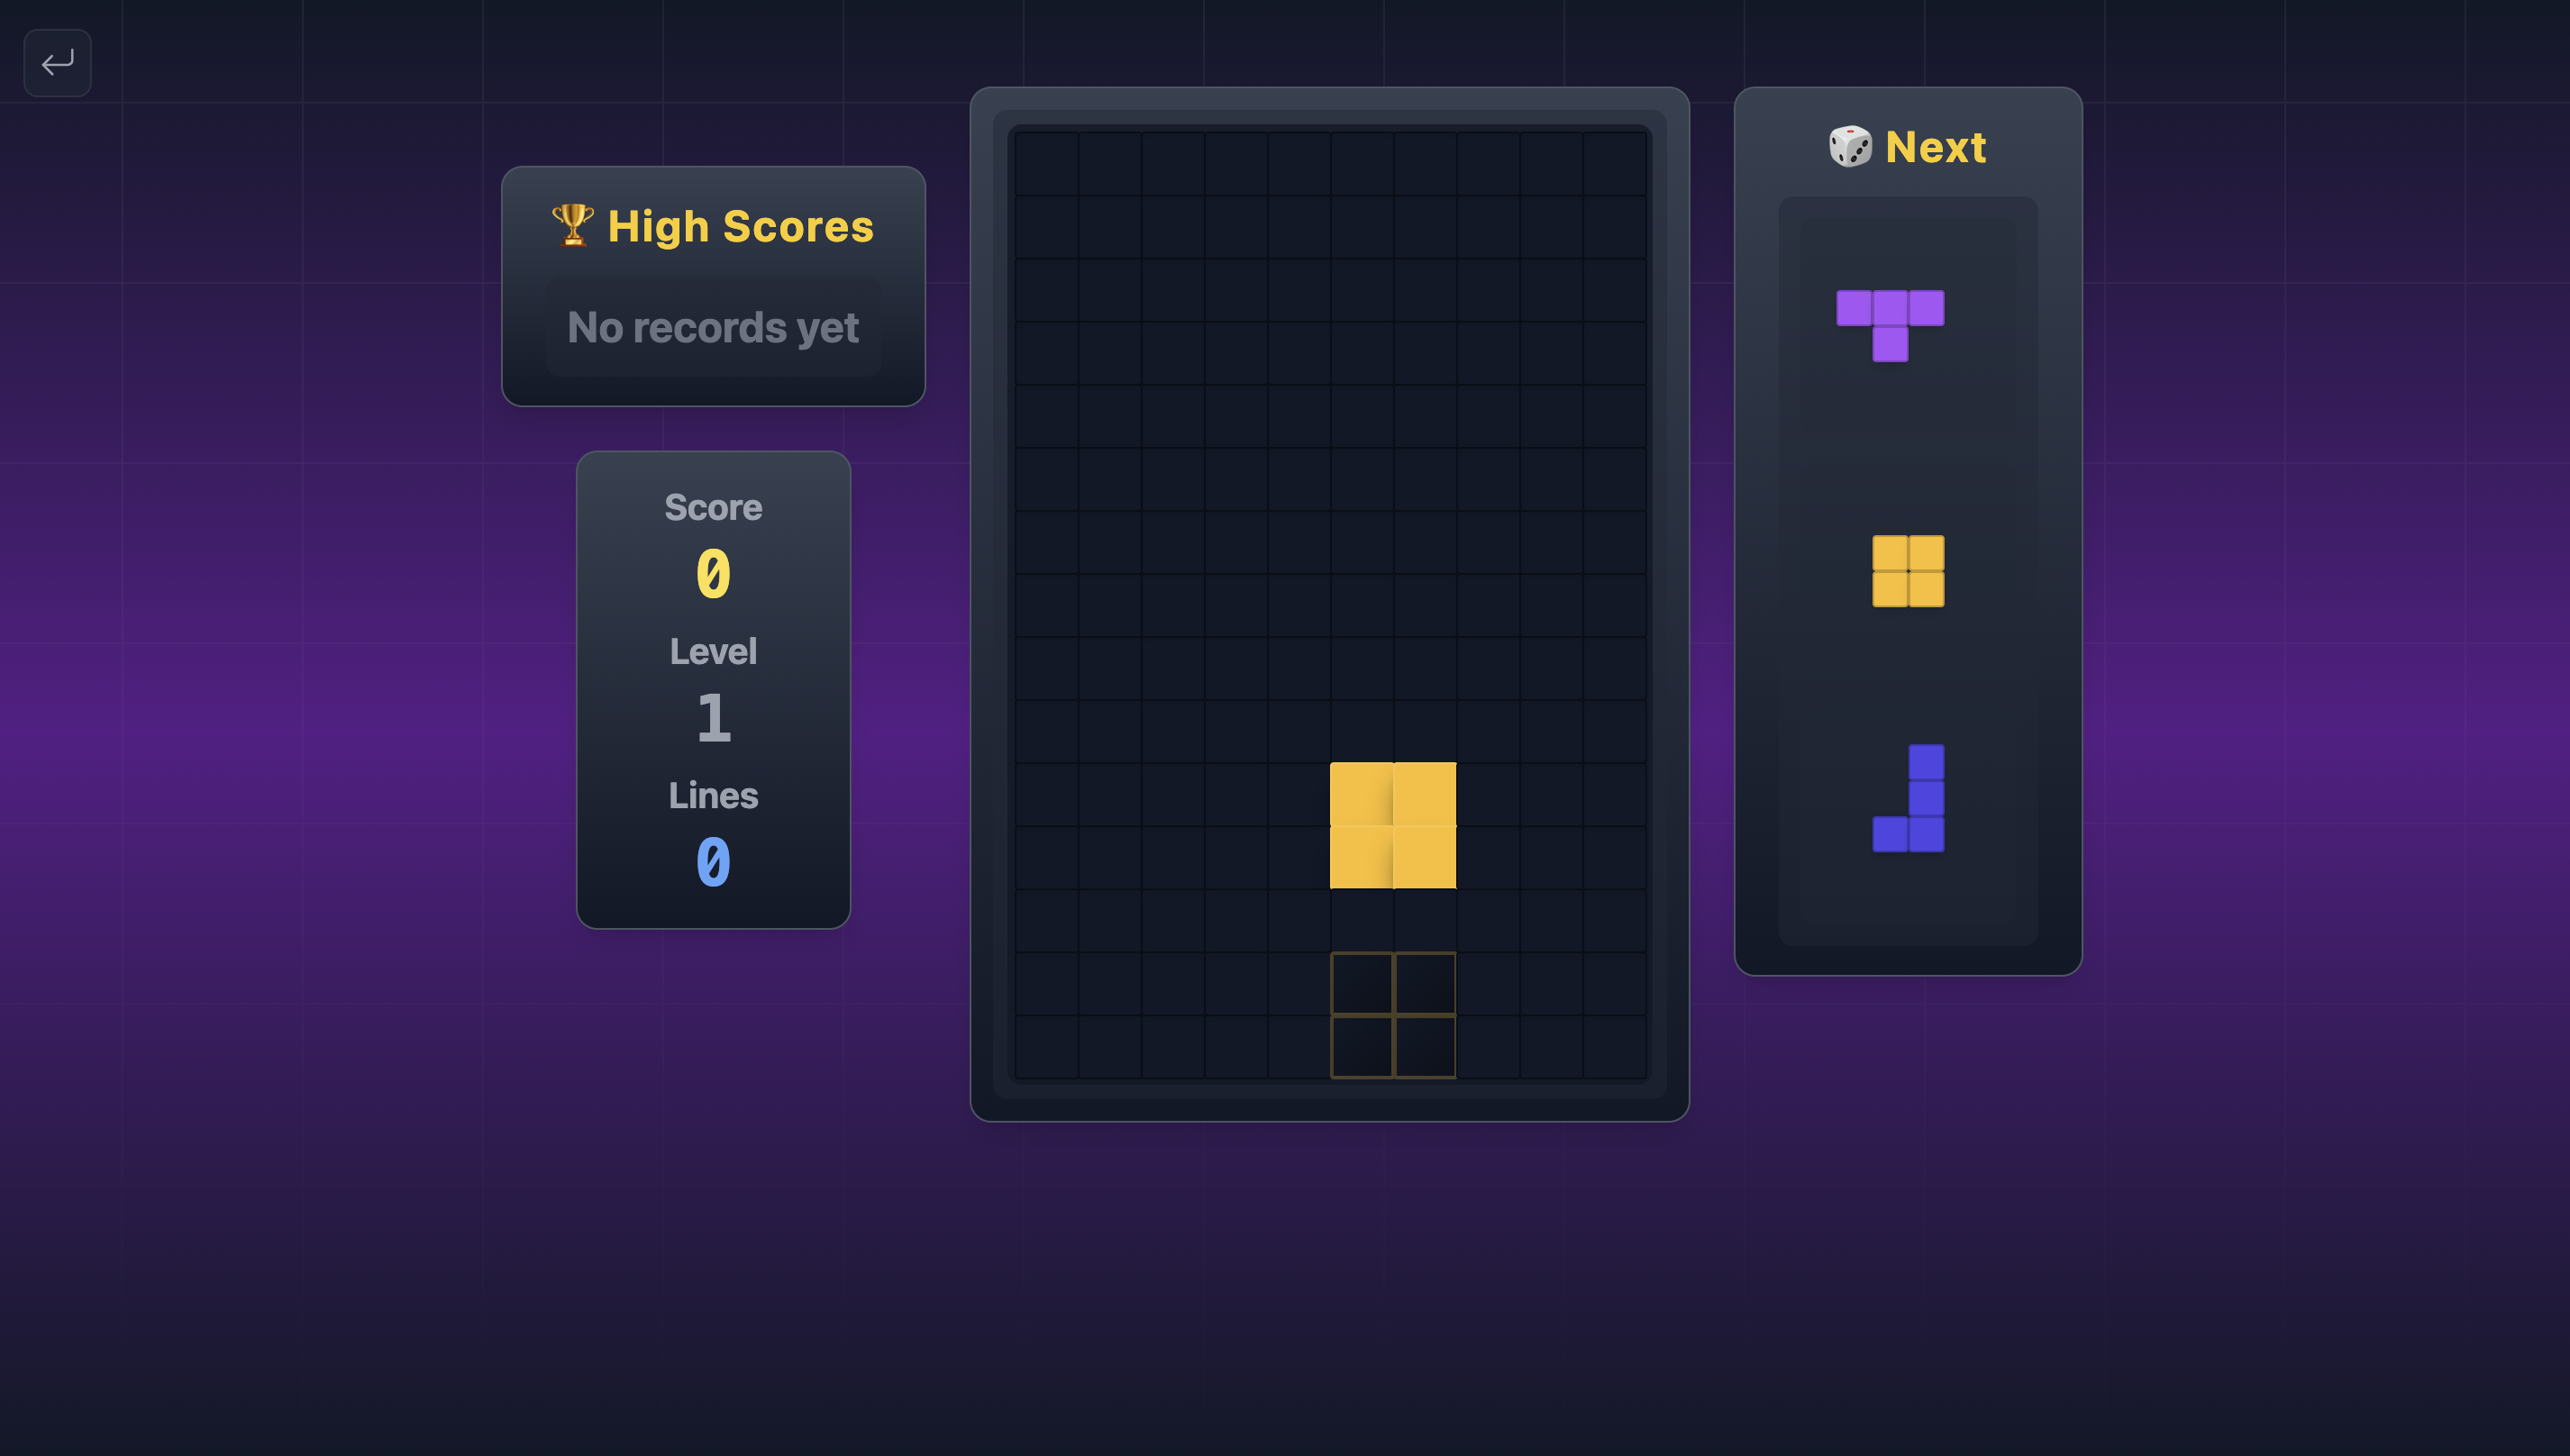 High Scores
No records yet
Score
0
Level
1
Lines
0
Next